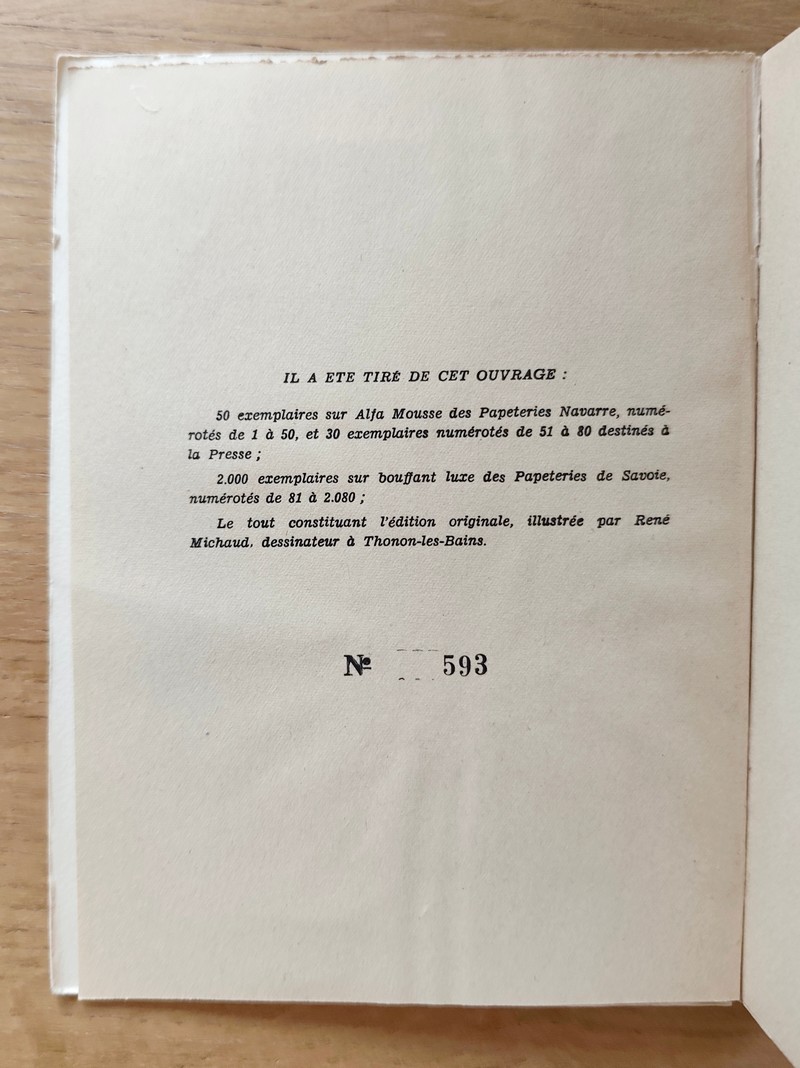 IL A ETE TIRÉ DE CET OUVRAGE :
50 exemplaires sur Alfa Mousse des Papeteries Navarre, numé-
rotés de 1 à 50, et 30 exemplaires numérotés de 51 à 80 destinés à
la Presse ;
2.000 exemplaires sur bouffant luxe des Papeteries de Savoie,
numérotés de 81 à 2.080 ;
Le tout constituant l'édition originale, illustrée par René
Michaud, dessinateur à Thonon-les-Bains.
№ 593